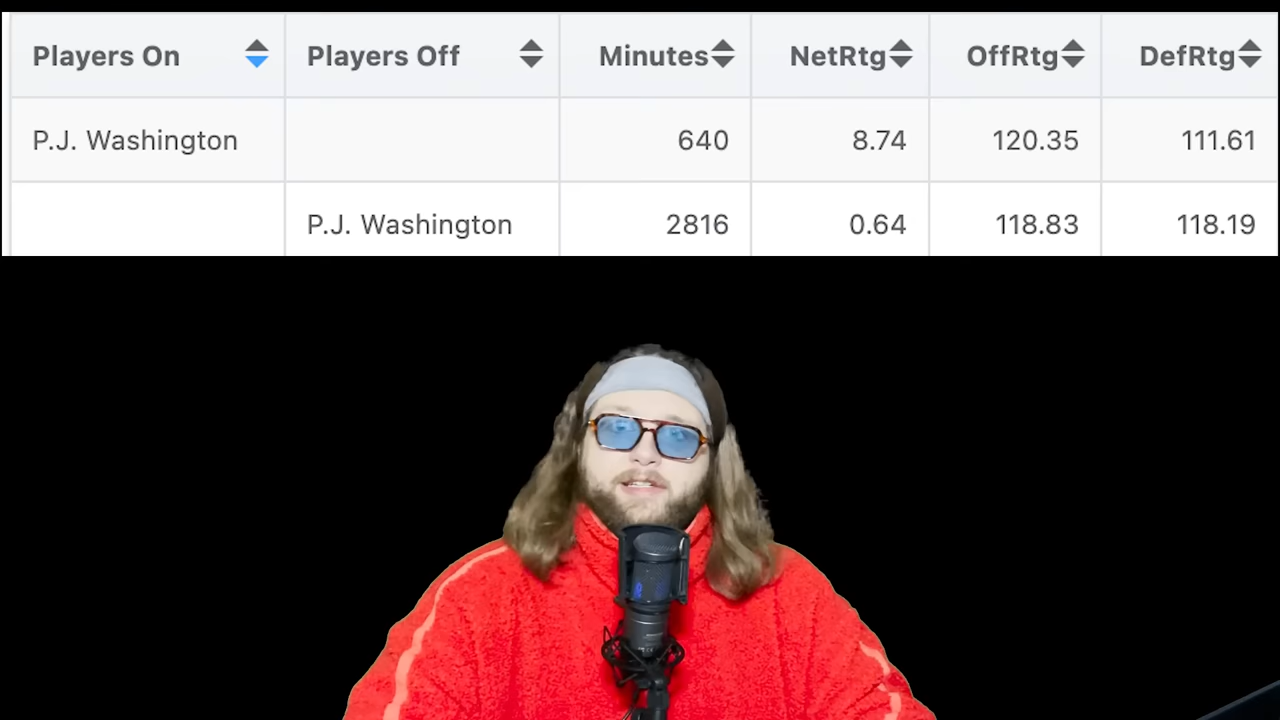 Players On Players Off Minutes NetRtg OffRtg DefRtg
P.J. Washington 640 8.74 120.35 111.61
P.J. Washington 2816 0.64 118.83 118.19